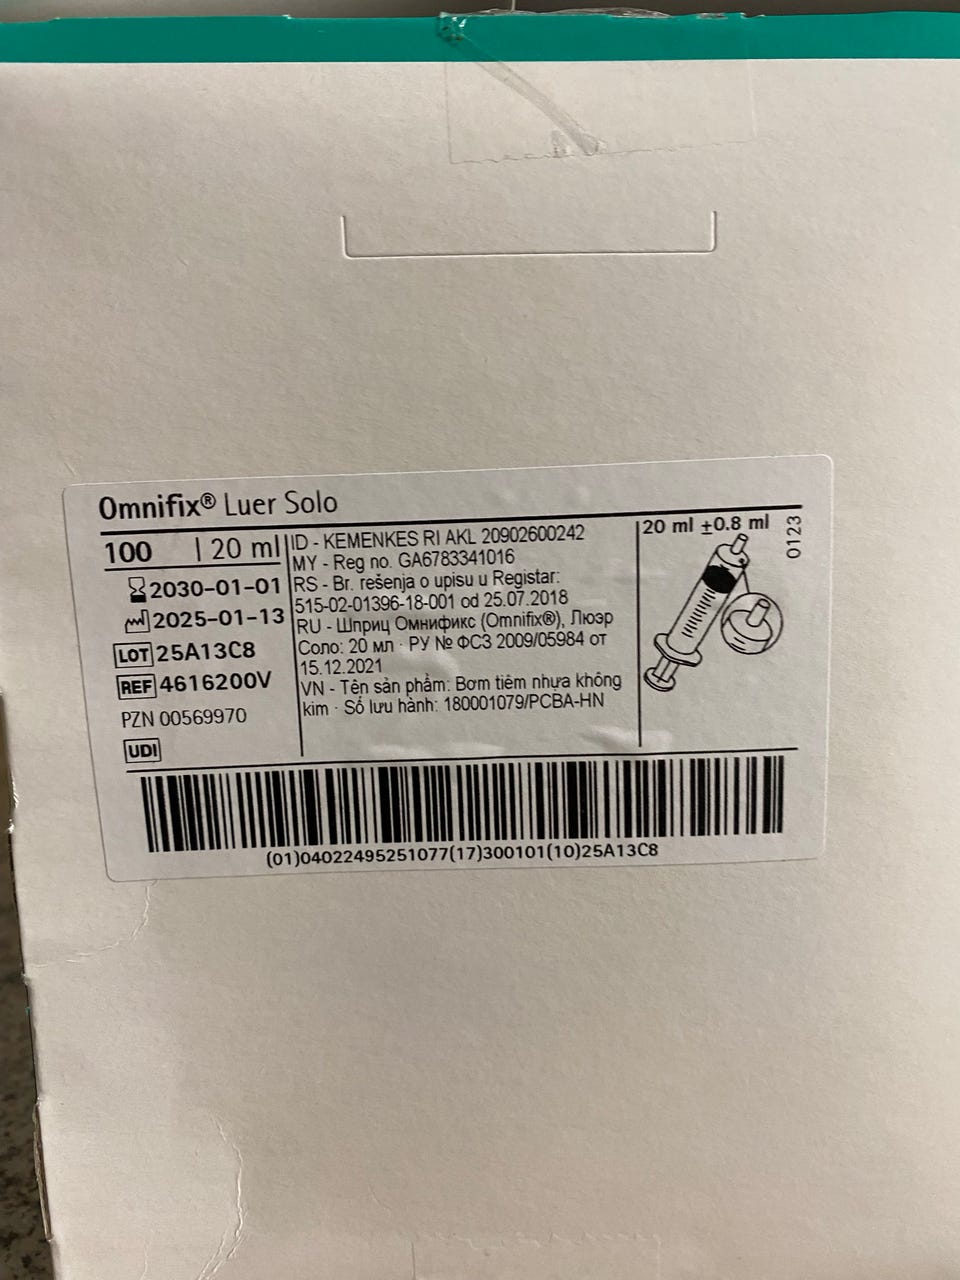 Omnifix® Luer Solo
100 | 20 ml
2030-01-01
2025-01-13
LOT 25A13C8
REF 4616200V
PZN 00569970
UDI
ID - KEMENKES RI AKL 20902600242
MY - Reg no. GA6783341016
RS - Br. rešenja o upisu u Registar:
515-02-01396-18-001 od 25.07.2018
RU - Шприц Омнификс (Omnifix®), Люэр
Соло: 20 мл · РУ № ФСЗ 2009/05984 от
15.12.2021
VN - Tên sản phẩm: Bơm tiêm nhựa không
kim · Số lưu hành: 180001079/PCBA-HN
20 ml ±0.8 ml
0123
(01)04022495251077(17)300101(10)25A13C8